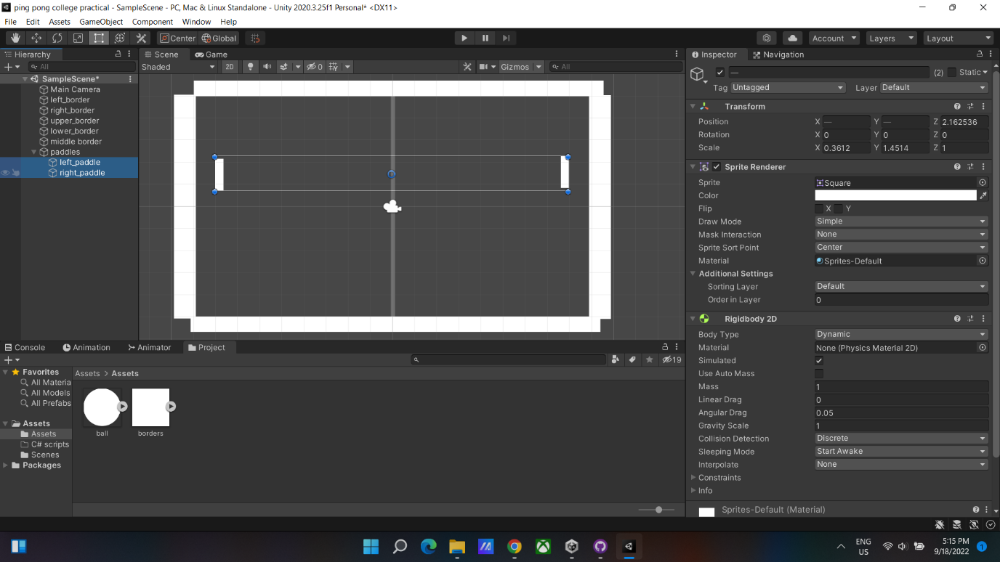 ping pong college practical - SampleScene - PC, Mac & Linux Standalone - Unity 2020.3.25f1 Personal* <DX11>
File Edit Assets GameObject Component Window Help
Center Global Account Layers Layout
Hierarchy
All
SampleScene*
Main Camera
left_border
right_border
upper_border
lower_border
middle border
paddles
left_paddle
right_paddle
Scene Game
Shaded 2D 0 Gizmos All
Inspector Navigation
— (2) Static
Tag Untagged Layer Default
Transform
Position X — Y — Z 2.162536
Rotation X 0 Y 0 Z 0
Scale X 0.3612 Y 1.4514 Z 1
Sprite Renderer
Sprite Square
Color
Flip X Y
Draw Mode Simple
Mask Interaction None
Sprite Sort Point Center
Material Sprites-Default
Additional Settings
Sorting Layer Default
Order in Layer 0
Rigidbody 2D
Body Type Dynamic
Material None (Physics Material 2D)
Simulated
Use Auto Mass
Mass 1
Linear Drag 0
Angular Drag 0.05
Gravity Scale 1
Collision Detection Discrete
Sleeping Mode Start Awake
Interpolate None
Constraints
Info
Sprites-Default (Material)
Console Animation Animator Project
19
Favorites
All Materia
All Models
All Prefabs
Assets
Assets
C# scripts
Scenes
Packages
Assets > Assets
ball borders
ENG
US
5:15 PM
9/18/2022
1